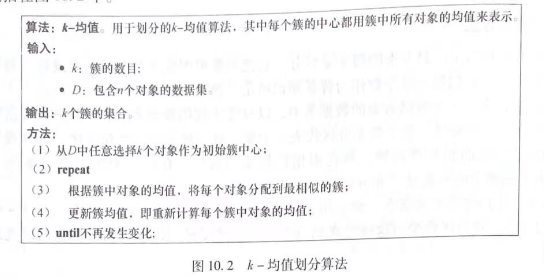 算法：k-均值。用于划分的k-均值算法，其中每个簇的中心都用簇中所有对象的均值来表示
输入：
• k：簇的数目；
• D：包含n个对象的数据集。
输出：k个簇的集合。
方法：
（1）从D中任意选择k个对象作为初始簇中心；
（2）repeat
（3） 根据簇中对象的均值，将每个对象分配到最相似的簇；
（4） 更新簇均值，即重新计算每个簇中对象的均值；
（5）until不再发生变化；
图 10.2 k-均值划分算法